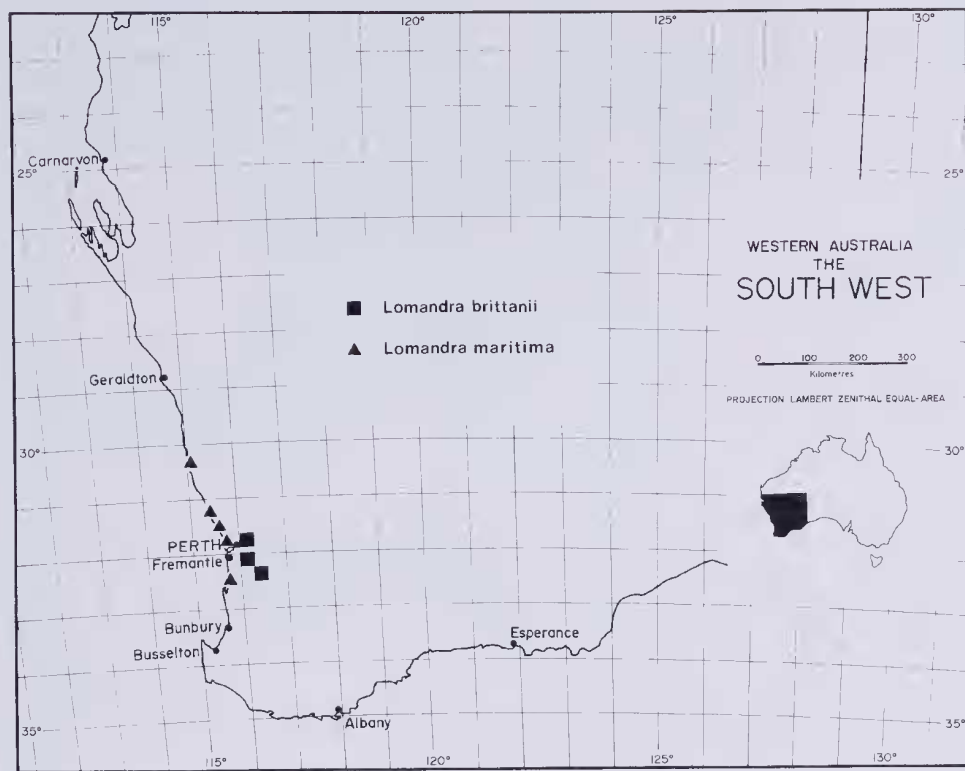 115°
120°
125°
130°
Carnarvon
25°
25°
WESTERN AUSTRALIA
THE
SOUTH WEST
Lomandra brittanii
Lomandra maritima
0 100 200 300
Kilometres
Geraldton
PROJECTION LAMBERT ZENITHAL EQUAL-AREA
30°
30°
PERTH
Fremantle
Bunbury
Busselton
Esperance
Albany
35°
35°
115°
120°
125°
130°